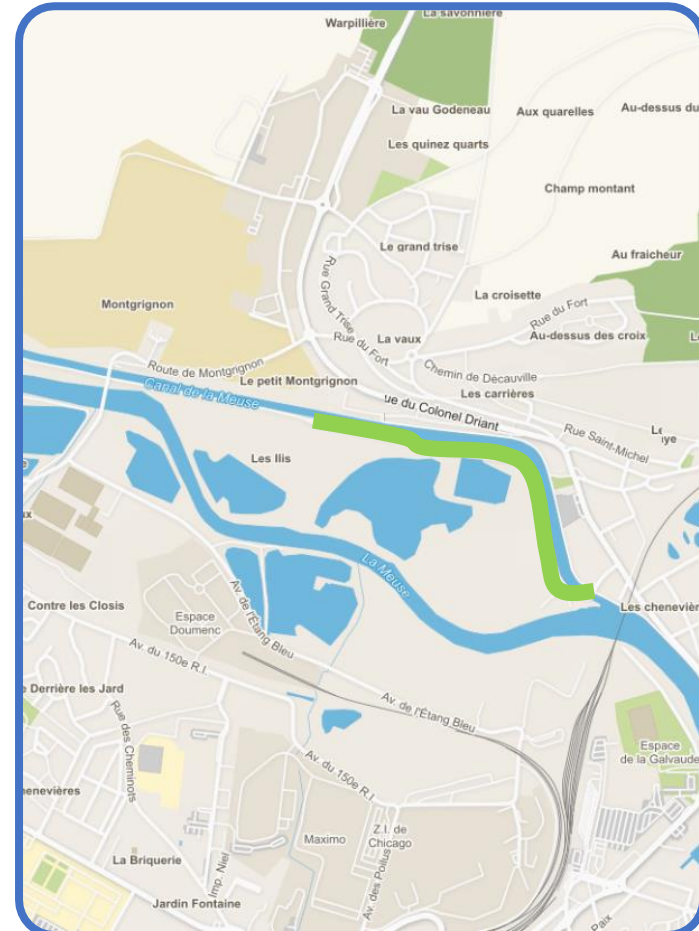 La savonnière
Warpillière
La vau Godeneau
Aux quarelles
Au-dessus du
Les quinez quarts
Champ montant
Le grand trise
Au fraicheur
Rue Grand Trise
La croisette
Montgrignon
Rue du Fort
Au-dessus des croix
Rue du Fort
La vaux
Route de Montgrignon
Chemin de Décauville
Le petit Montgrignon
Canal de la Meuse
Les carrières
ue du Colonel Driant
Rue Saint-Michel
Les Ilis
La Meuse
Contre les Closis
Espace
Doumenc
Av. de l'Étang Bleu
Les chenevièr
Av. du 150e R.I.
Derrière les Jard
Av. de l'Étang Bleu
Rue des Cheminots
Espace
de la Galvaude
Av. du 150e R.I.
henevières
Maximo
Z.I. de
Chicago
La Briquerie
Imp. Niel
Av. des Poilus
Jardin Fontaine
Paix